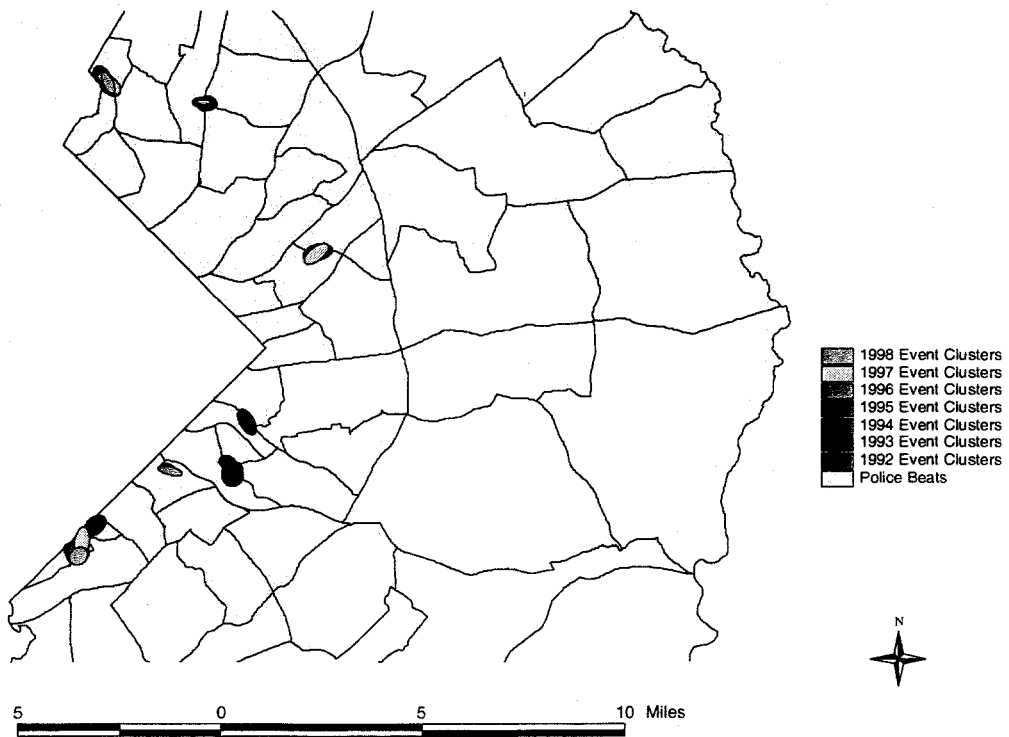 1998 Event Clusters
1997 Event Clusters
1996 Event Clusters
1995 Event Clusters
1994 Event Clusters
1993 Event Clusters
1992 Event Clusters
Police Beats
N
5 0 5 10 Miles